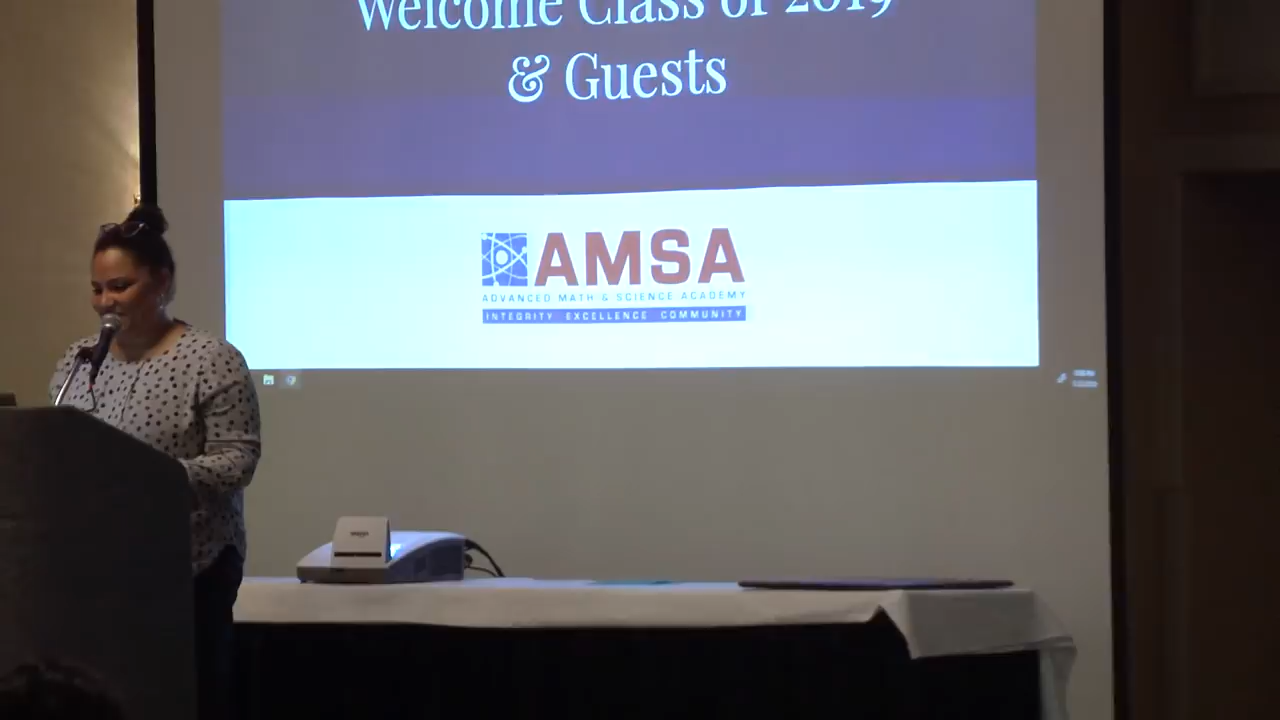 Welcome Class of 2019
& Guests
AMSA
ADVANCED MATH & SCIENCE ACADEMY
INTEGRITY EXCELLENCE COMMUNITY